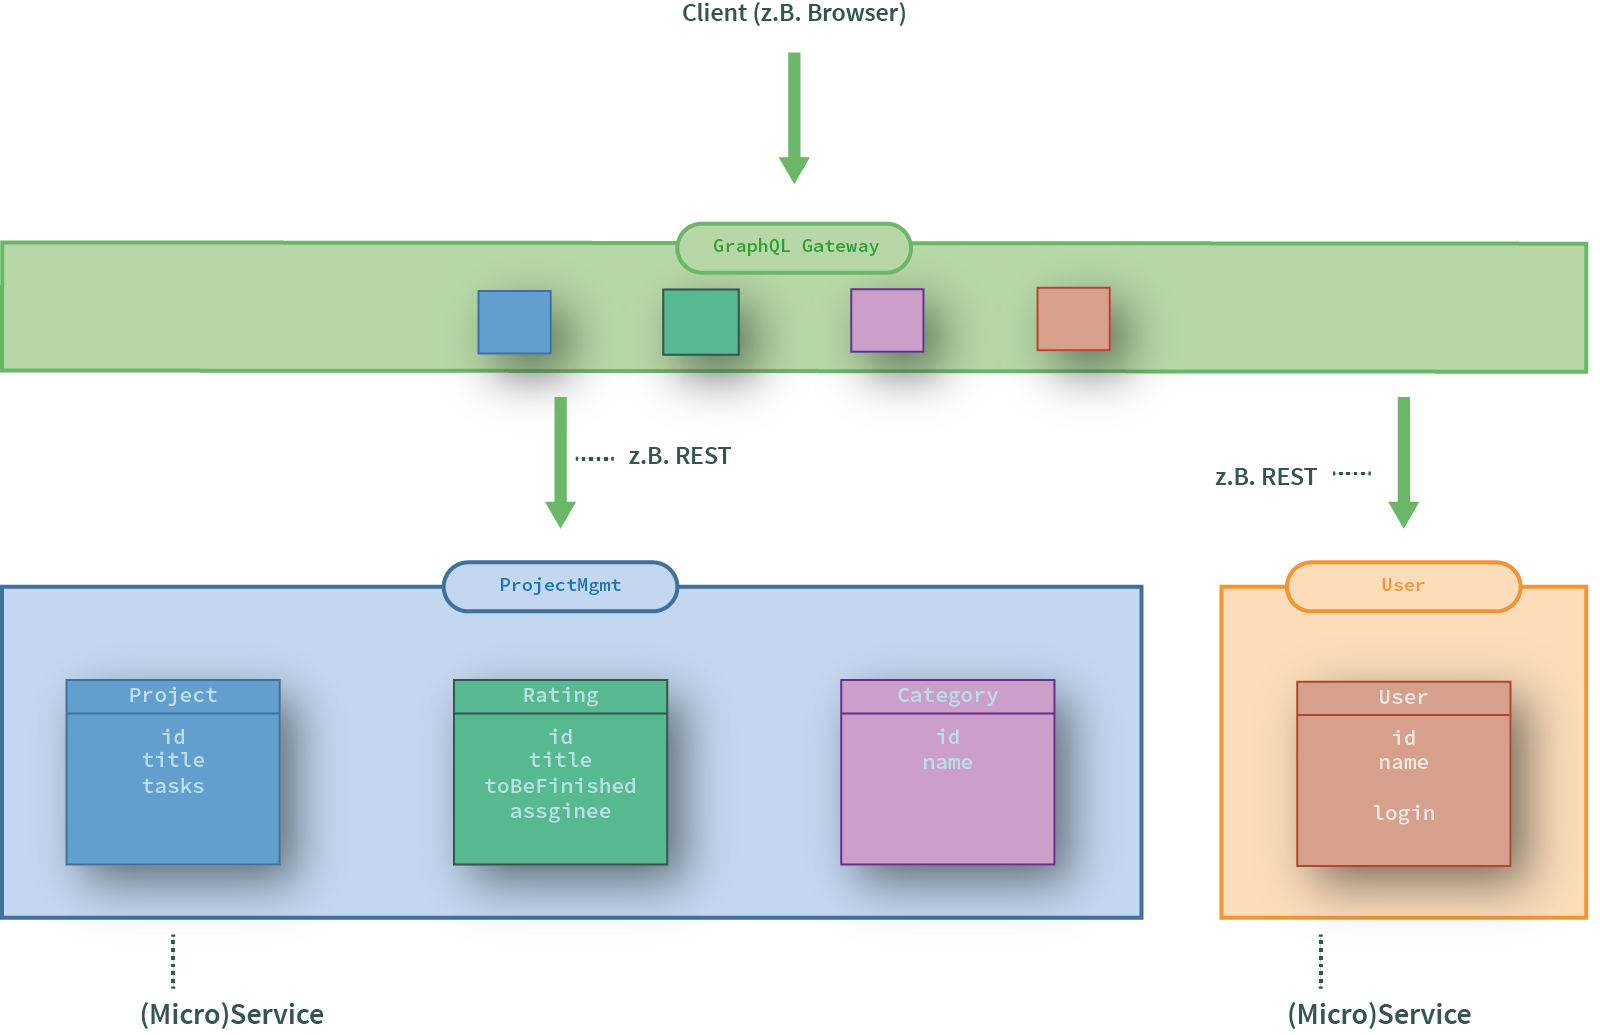 Client (z.B. Browser)
GraphQL Gateway
z.B. REST
z.B. REST
ProjectMgmt
User
Project
id
title
tasks
Rating
id
title
toBeFinished
assginee
Category
id
name
User
id
name
login
(Micro)Service
(Micro)Service